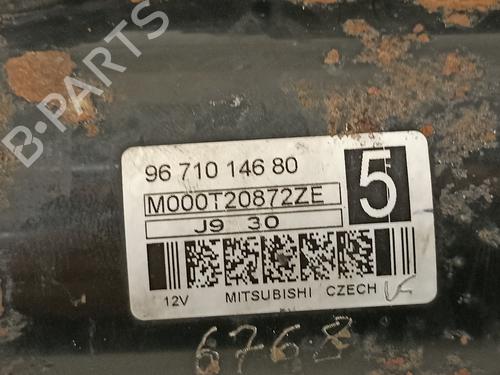 B-PARTS
96 710 146 80
5
M000T20872ZE
J9 30
12V MITSUBISHI CZECH
6768